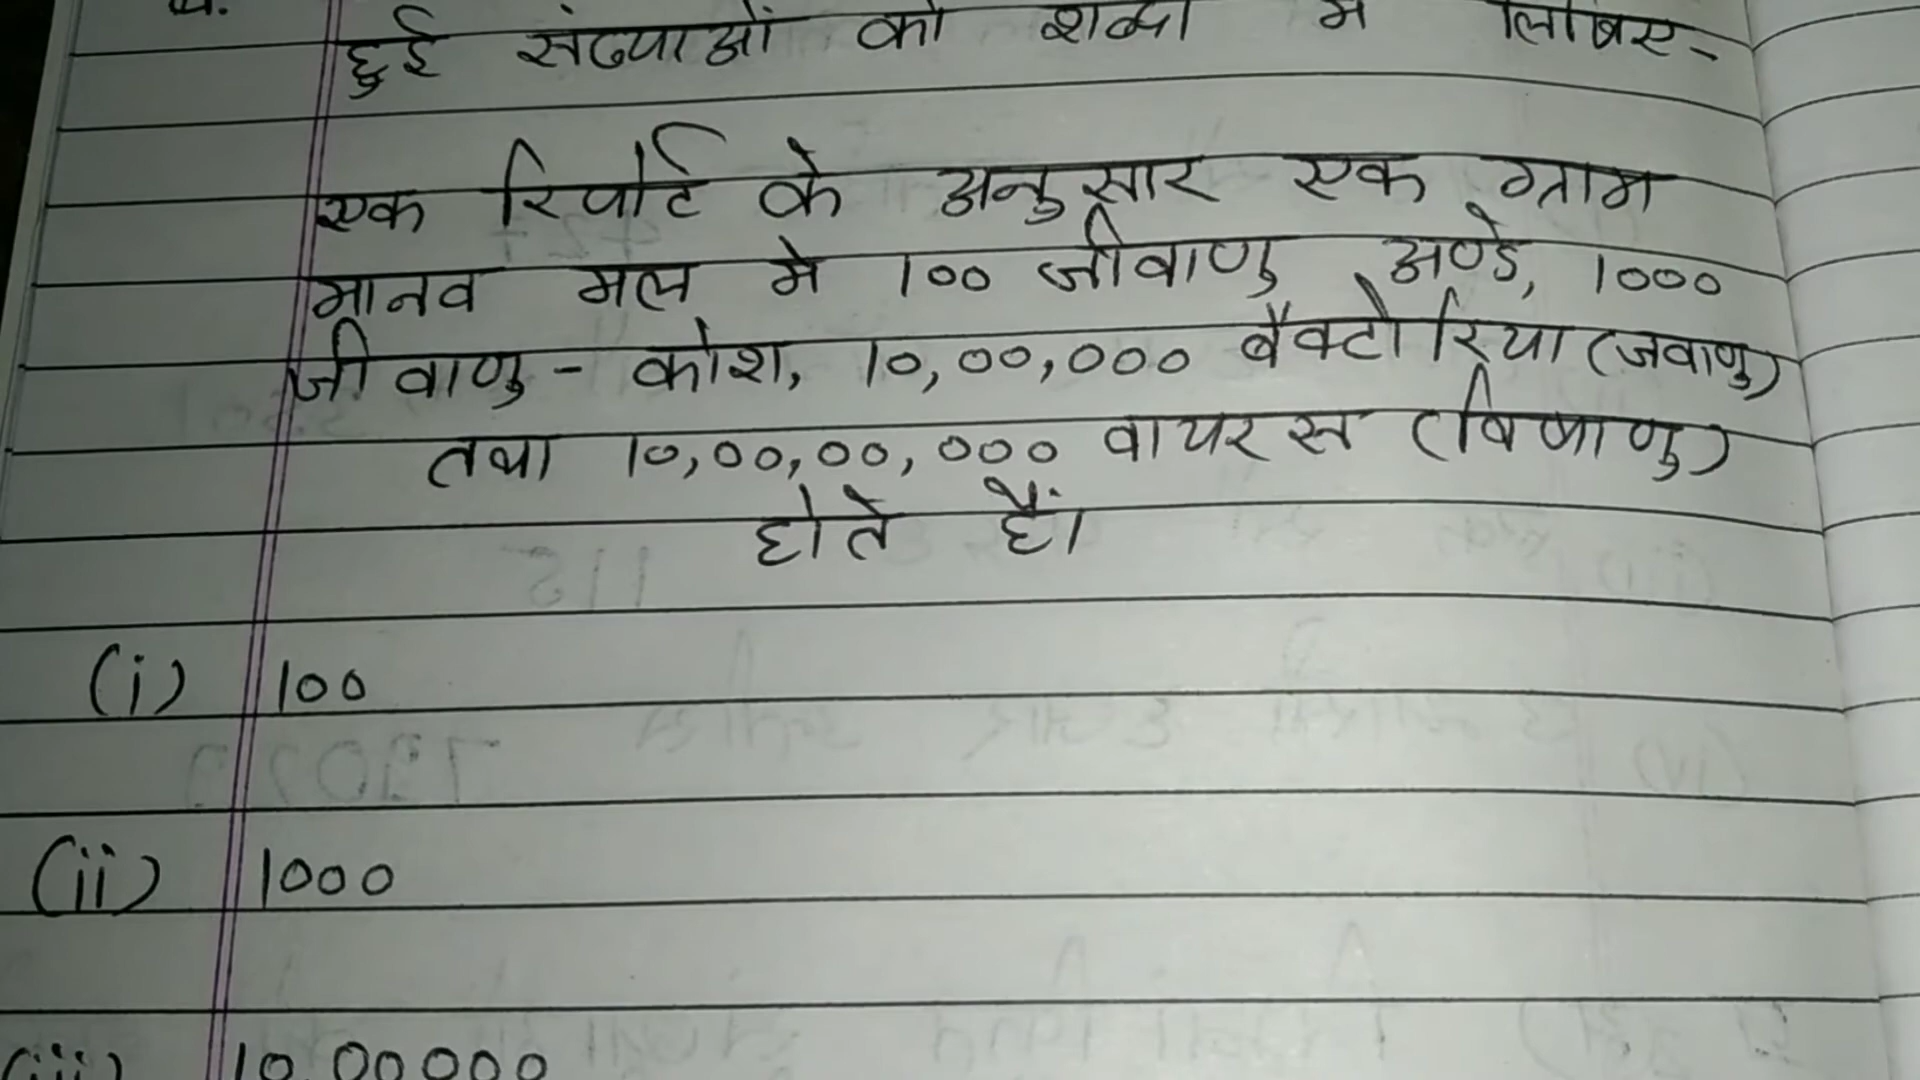 हुई संख्याओं को शब्दों में लिखिए-
एक रिपोर्ट के अनुसार एक ग्राम
मानव मल मे 100 जीवाणु अण्डे, 1000
जीवाणु - कोश, 10,00,000 बैक्टीरिया (जवाणु)
तथा 10,00,00,000 वायरस (विषाणु)
होते हैं।
(i) 100
(ii) 1000
(iii) 10,00000